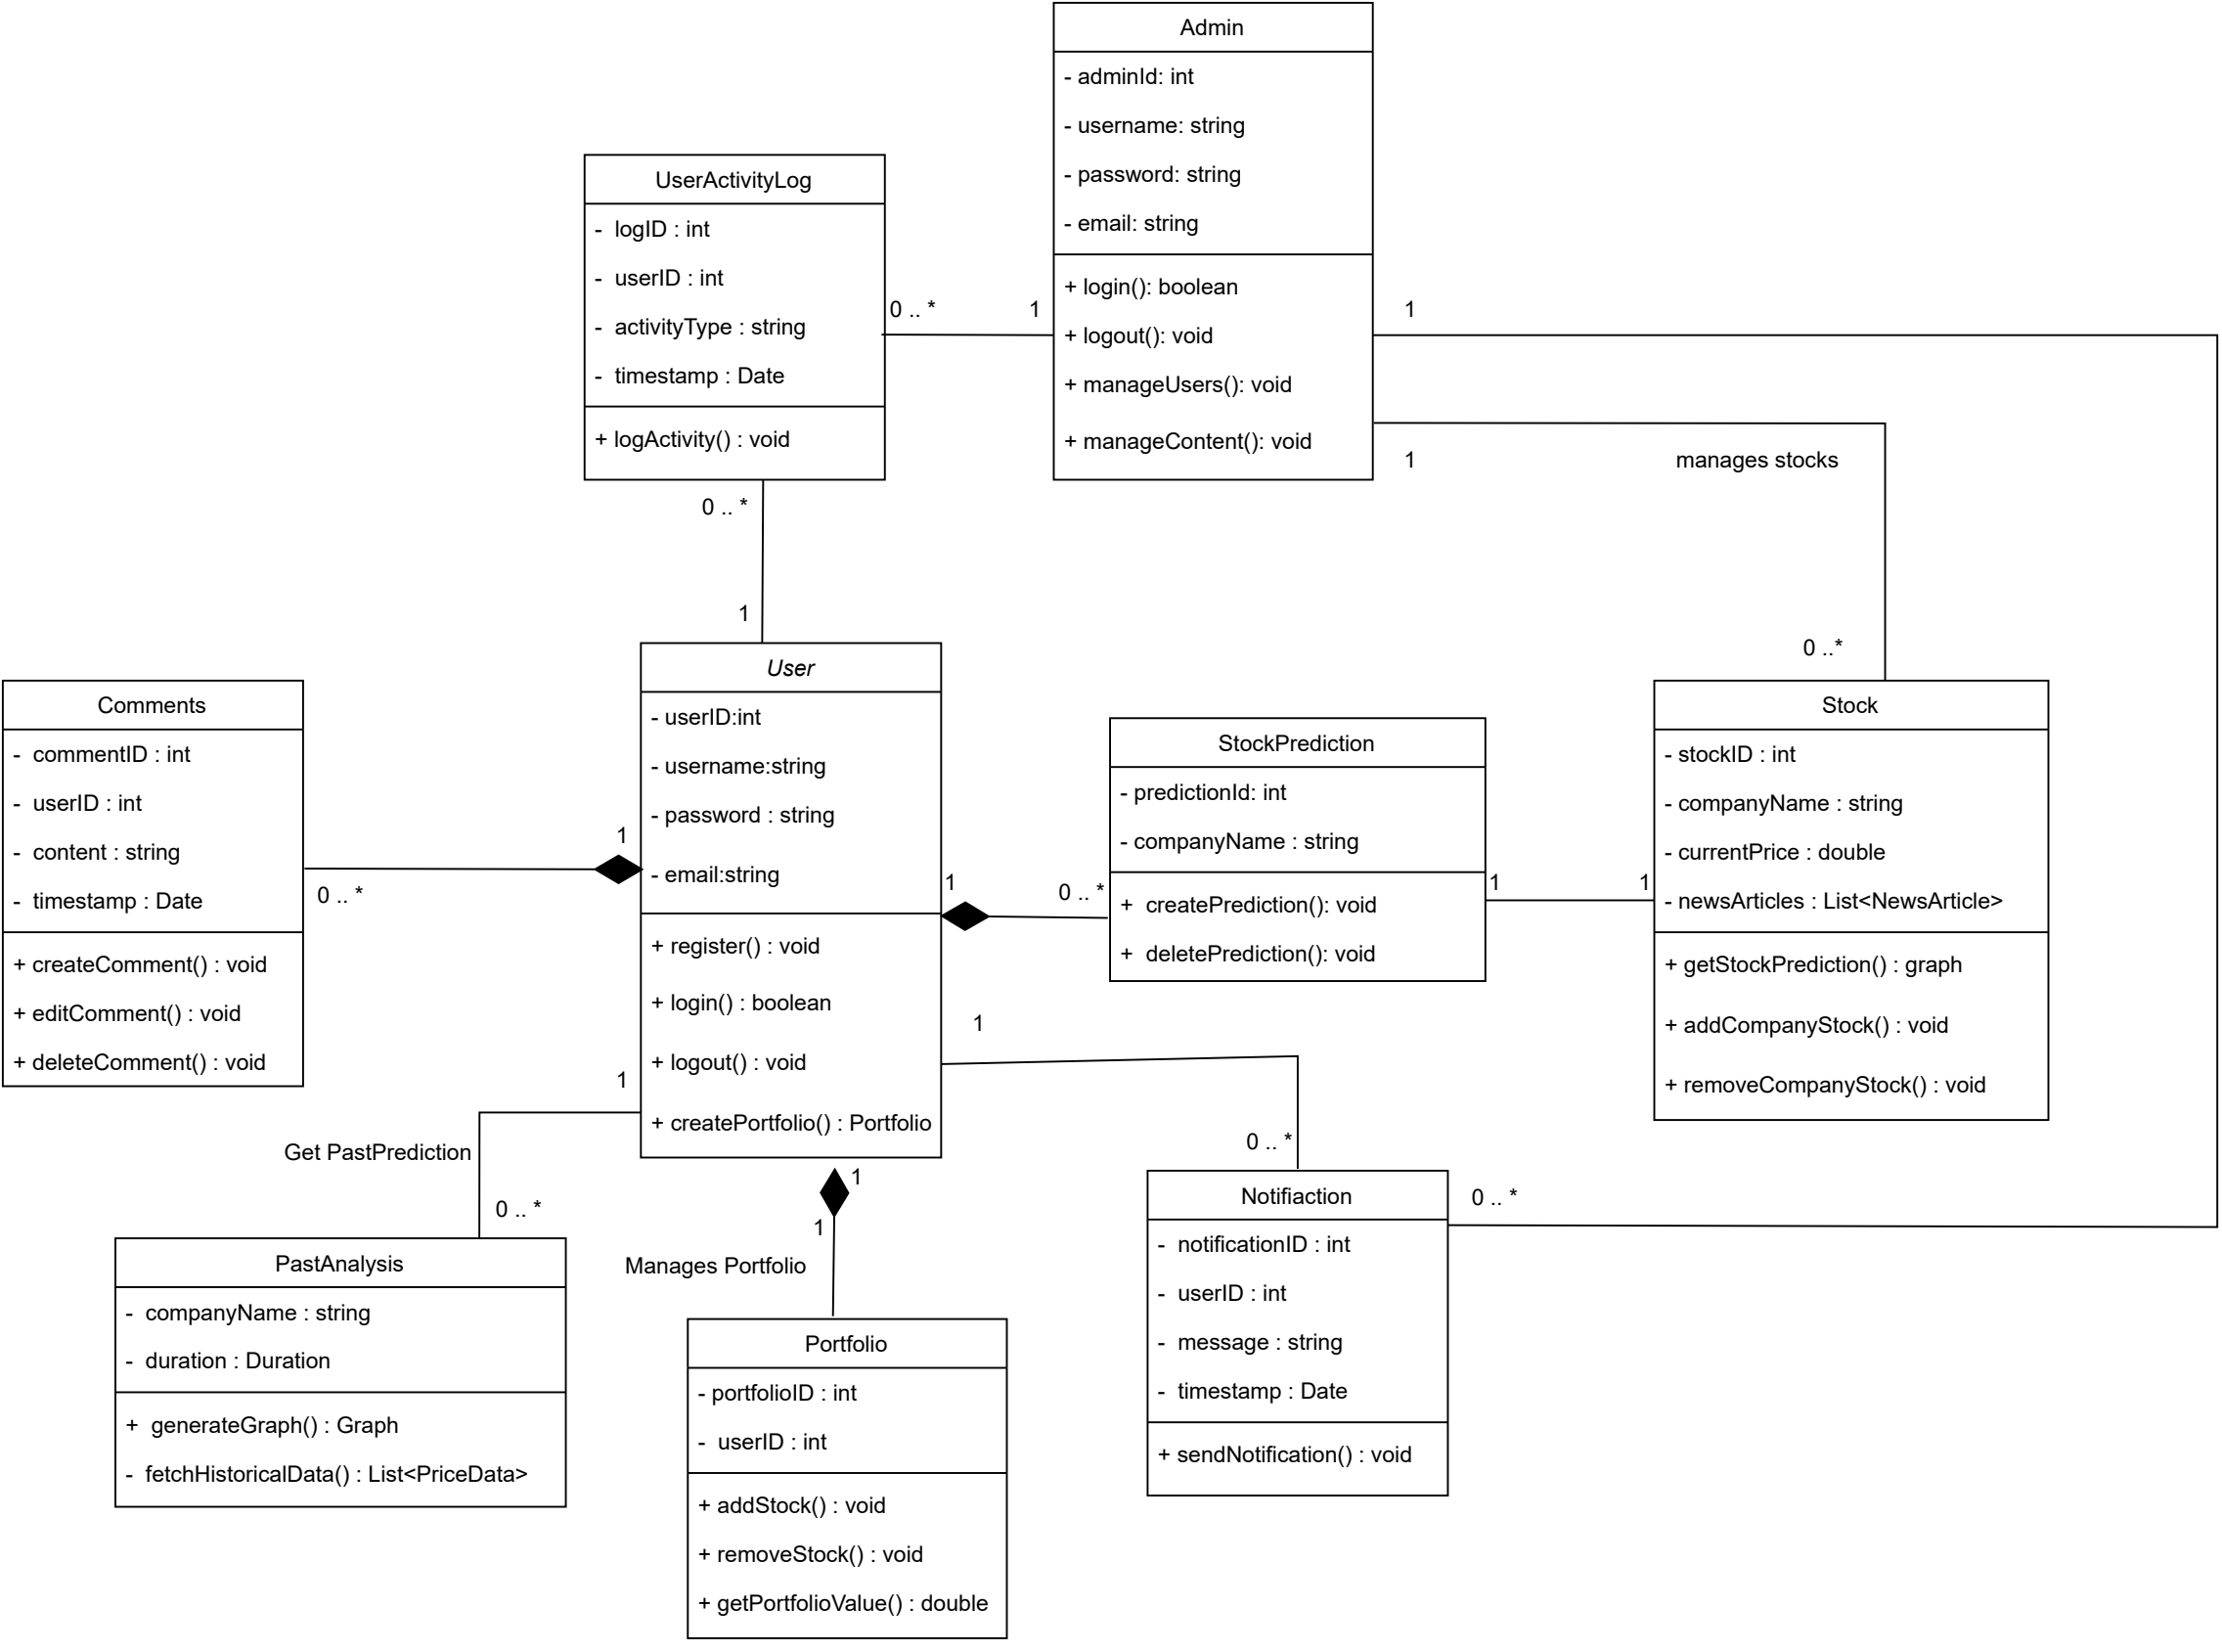 Admin
- adminId: int
- username: string
- password: string
- email: string
+ login(): boolean
+ logout(): void
+ manageUsers(): void
+ manageContent(): void
UserActivityLog
- logID : int
- userID : int
- activityType : string
- timestamp : Date
+ logActivity() : void
0 .. *
1
1
1
manages stocks
0 ..*
0 .. *
1
User
- userID:int
- username:string
- password : string
- email:string
+ register() : void
+ login() : boolean
+ logout() : void
+ createPortfolio() : Portfolio
Comments
- commentID : int
- userID : int
- content : string
- timestamp : Date
+ createComment() : void
+ editComment() : void
+ deleteComment() : void
1
0 .. *
StockPrediction
- predictionId: int
- companyName : string
+ createPrediction(): void
+ deletePrediction(): void
1
0 .. *
1
1
Stock
- stockID : int
- companyName : string
- currentPrice : double
- newsArticles : List<NewsArticle>
+ getStockPrediction() : graph
+ addCompanyStock() : void
+ removeCompanyStock() : void
1
0 .. *
0 .. *
1
Get PastPrediction
0 .. *
1
1
Manages Portfolio
PastAnalysis
- companyName : string
- duration : Duration
+ generateGraph() : Graph
- fetchHistoricalData() : List<PriceData>
Portfolio
- portfolioID : int
- userID : int
+ addStock() : void
+ removeStock() : void
+ getPortfolioValue() : double
Notifiaction
- notificationID : int
- userID : int
- message : string
- timestamp : Date
+ sendNotification() : void